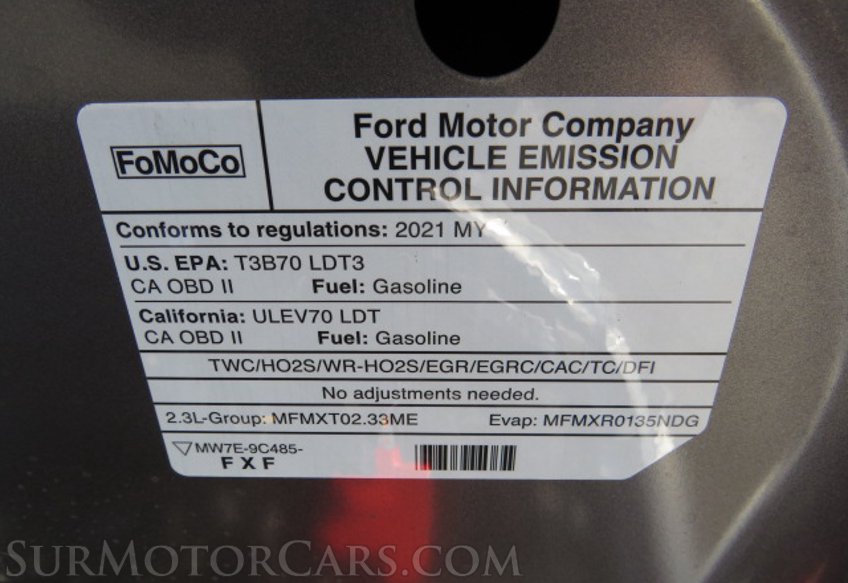 FoMoCo
Ford Motor Company
VEHICLE EMISSION
CONTROL INFORMATION
Conforms to regulations: 2021 MY
U.S. EPA: T3B70 LDT3
CA OBD II Fuel: Gasoline
California: ULEV70 LDT
CA OBD II Fuel: Gasoline
TWC/HO2S/WR-HO2S/EGR/EGRC/CAC/TC/DFI
No adjustments needed.
2.3L-Group: MFMXT02.33ME Evap: MFMXR0135NDG
MW7E-9C485-
F X F
SURMOTORCARS.COM